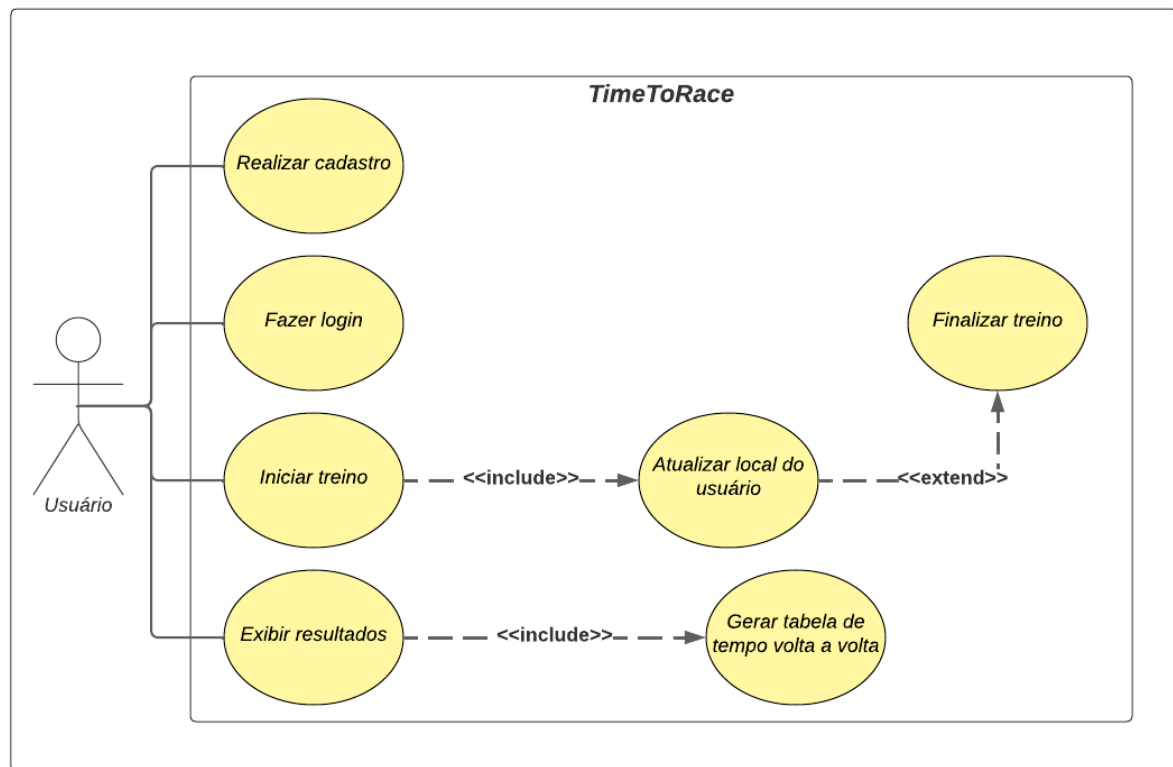 TimeToRace
Realizar cadastro
Fazer login
Finalizar treino
Usuário
Iniciar treino
<<include>>
Atualizar local do
usuário
<<extend>>
Exibir resultados
<<include>>
Gerar tabela de
tempo volta a volta